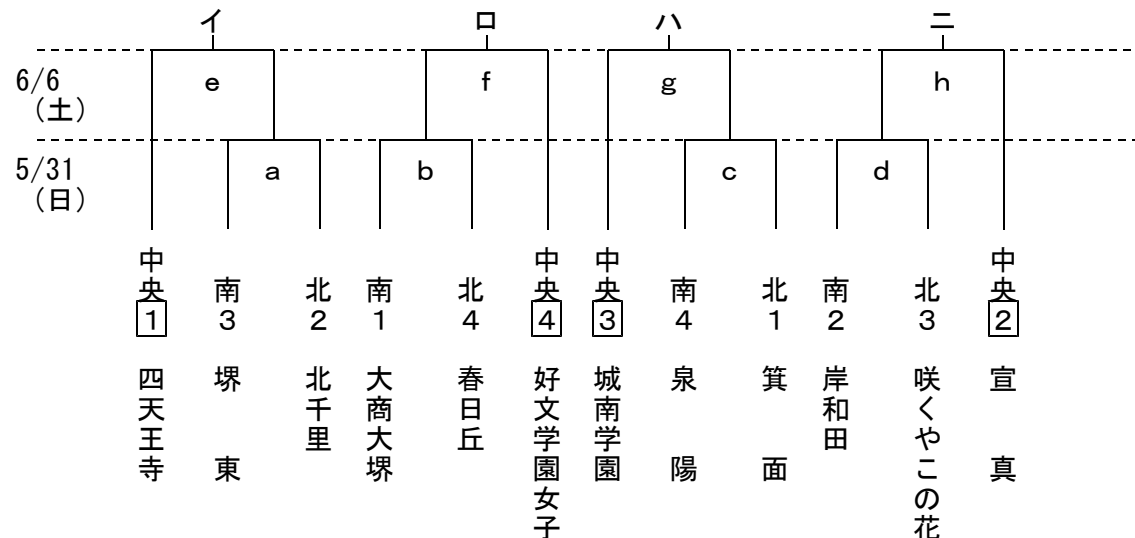 イ ロ ハ ニ
6/6
(土)
e f g h
5/31
(日)
a b c d
中央1 四天王寺
南3 堺東
北2 北千里
南1 大商大堺
北4 春日丘
中央4 好文学園女子
中央3 城南学園
南4 泉陽
北1 箕面
南2 岸和田
北3 咲くやこの花
中央2 宣真